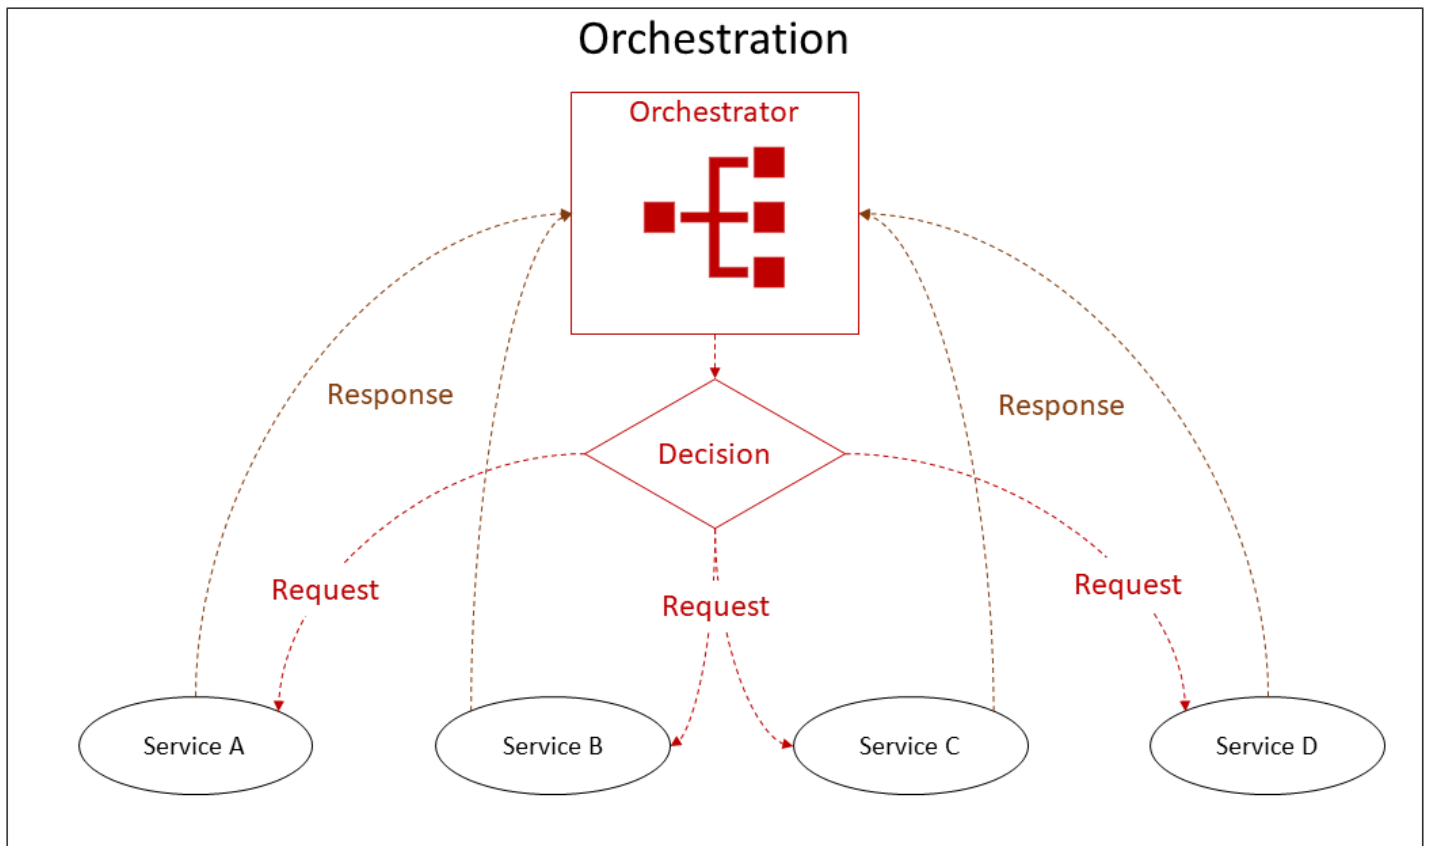 Orchestration
Orchestrator
Response
Response
Decision
Request
Request
Request
Service A
Service B
Service C
Service D